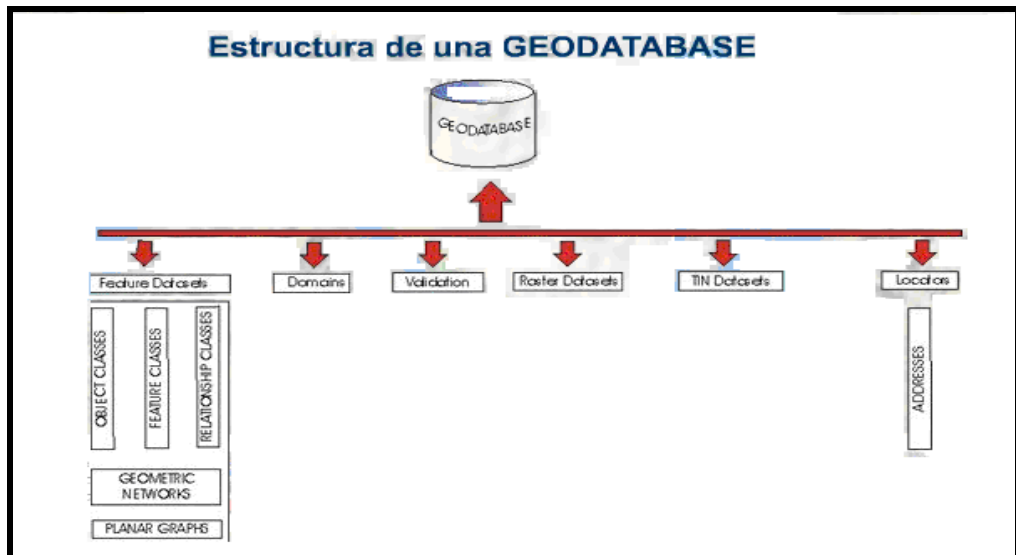 Estructura de una GEODATABASE
GEODATABASE
Feature Datasets
Domains
Validation
Raster Datasets
TIN Datasets
Locators
OBJECT CLASSES
FEATURE CLASSES
RELATIONSHIP CLASSES
ADDRESSES
GEOMETRIC
NETWORKS
PLANAR GRAPHS